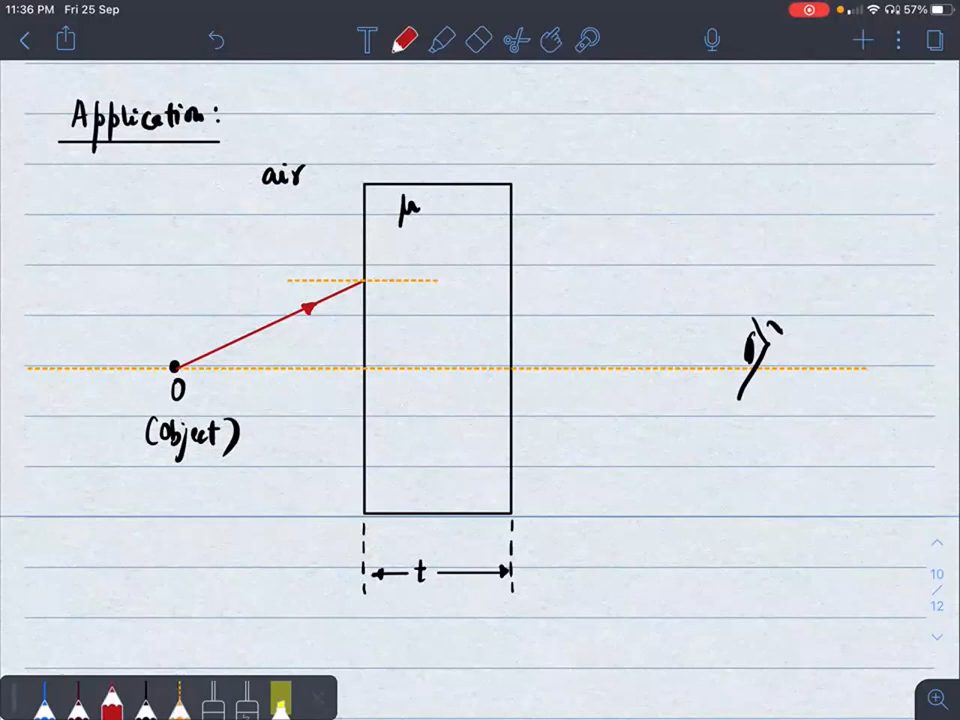 11:36 PM Fri 25 Sep
57%
T
Application:
air
μ
O
(Object)
t
10
/
12